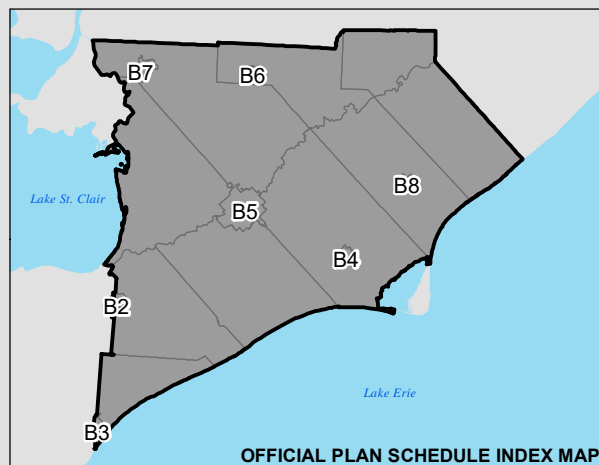 B7
B6
B8
Lake St. Clair
B5
B4
B2
Lake Erie
B3
OFFICIAL PLAN SCHEDULE INDEX MAP